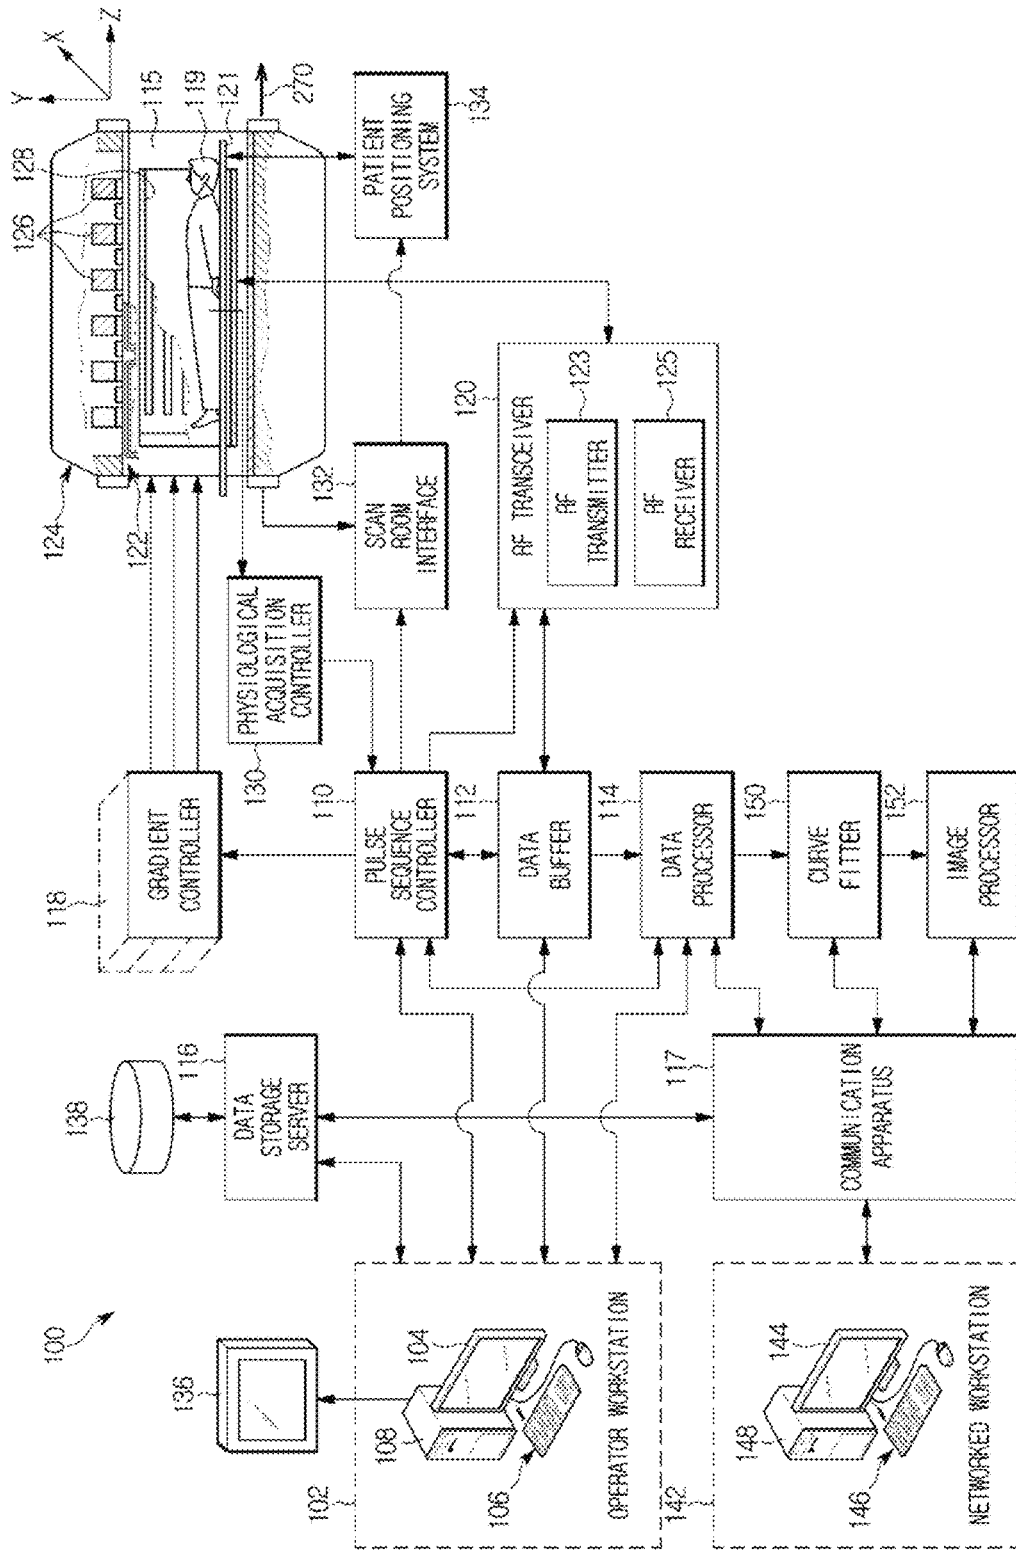 100
136
138
118
GRADIENT
CONTROLLER
124
126
128
Y
X
Z
122
115
119
121
270
116
DATA
STORAGE
SERVER
130
PHYSIOLOGICAL
ACQUISITION
CONTROLLER
102
108
104
106
OPERATOR WORKSTATION
110
PULSE
SEQUENCE
CONTROLLER
132
SCAN
ROOM
INTERFACE
PATIENT
POSITIONING
SYSTEM
134
112
DATA
BUFFER
120
RF TRANSCEIVER
RF
TRANSMITTER
123
RF
RECEIVER
125
114
DATA
PROCESSOR
142
148
144
146
NETWORKED WORKSTATION
117
COMMUNICATION
APPARATUS
150
CURVE
FITTER
152
IMAGE
PROCESSOR